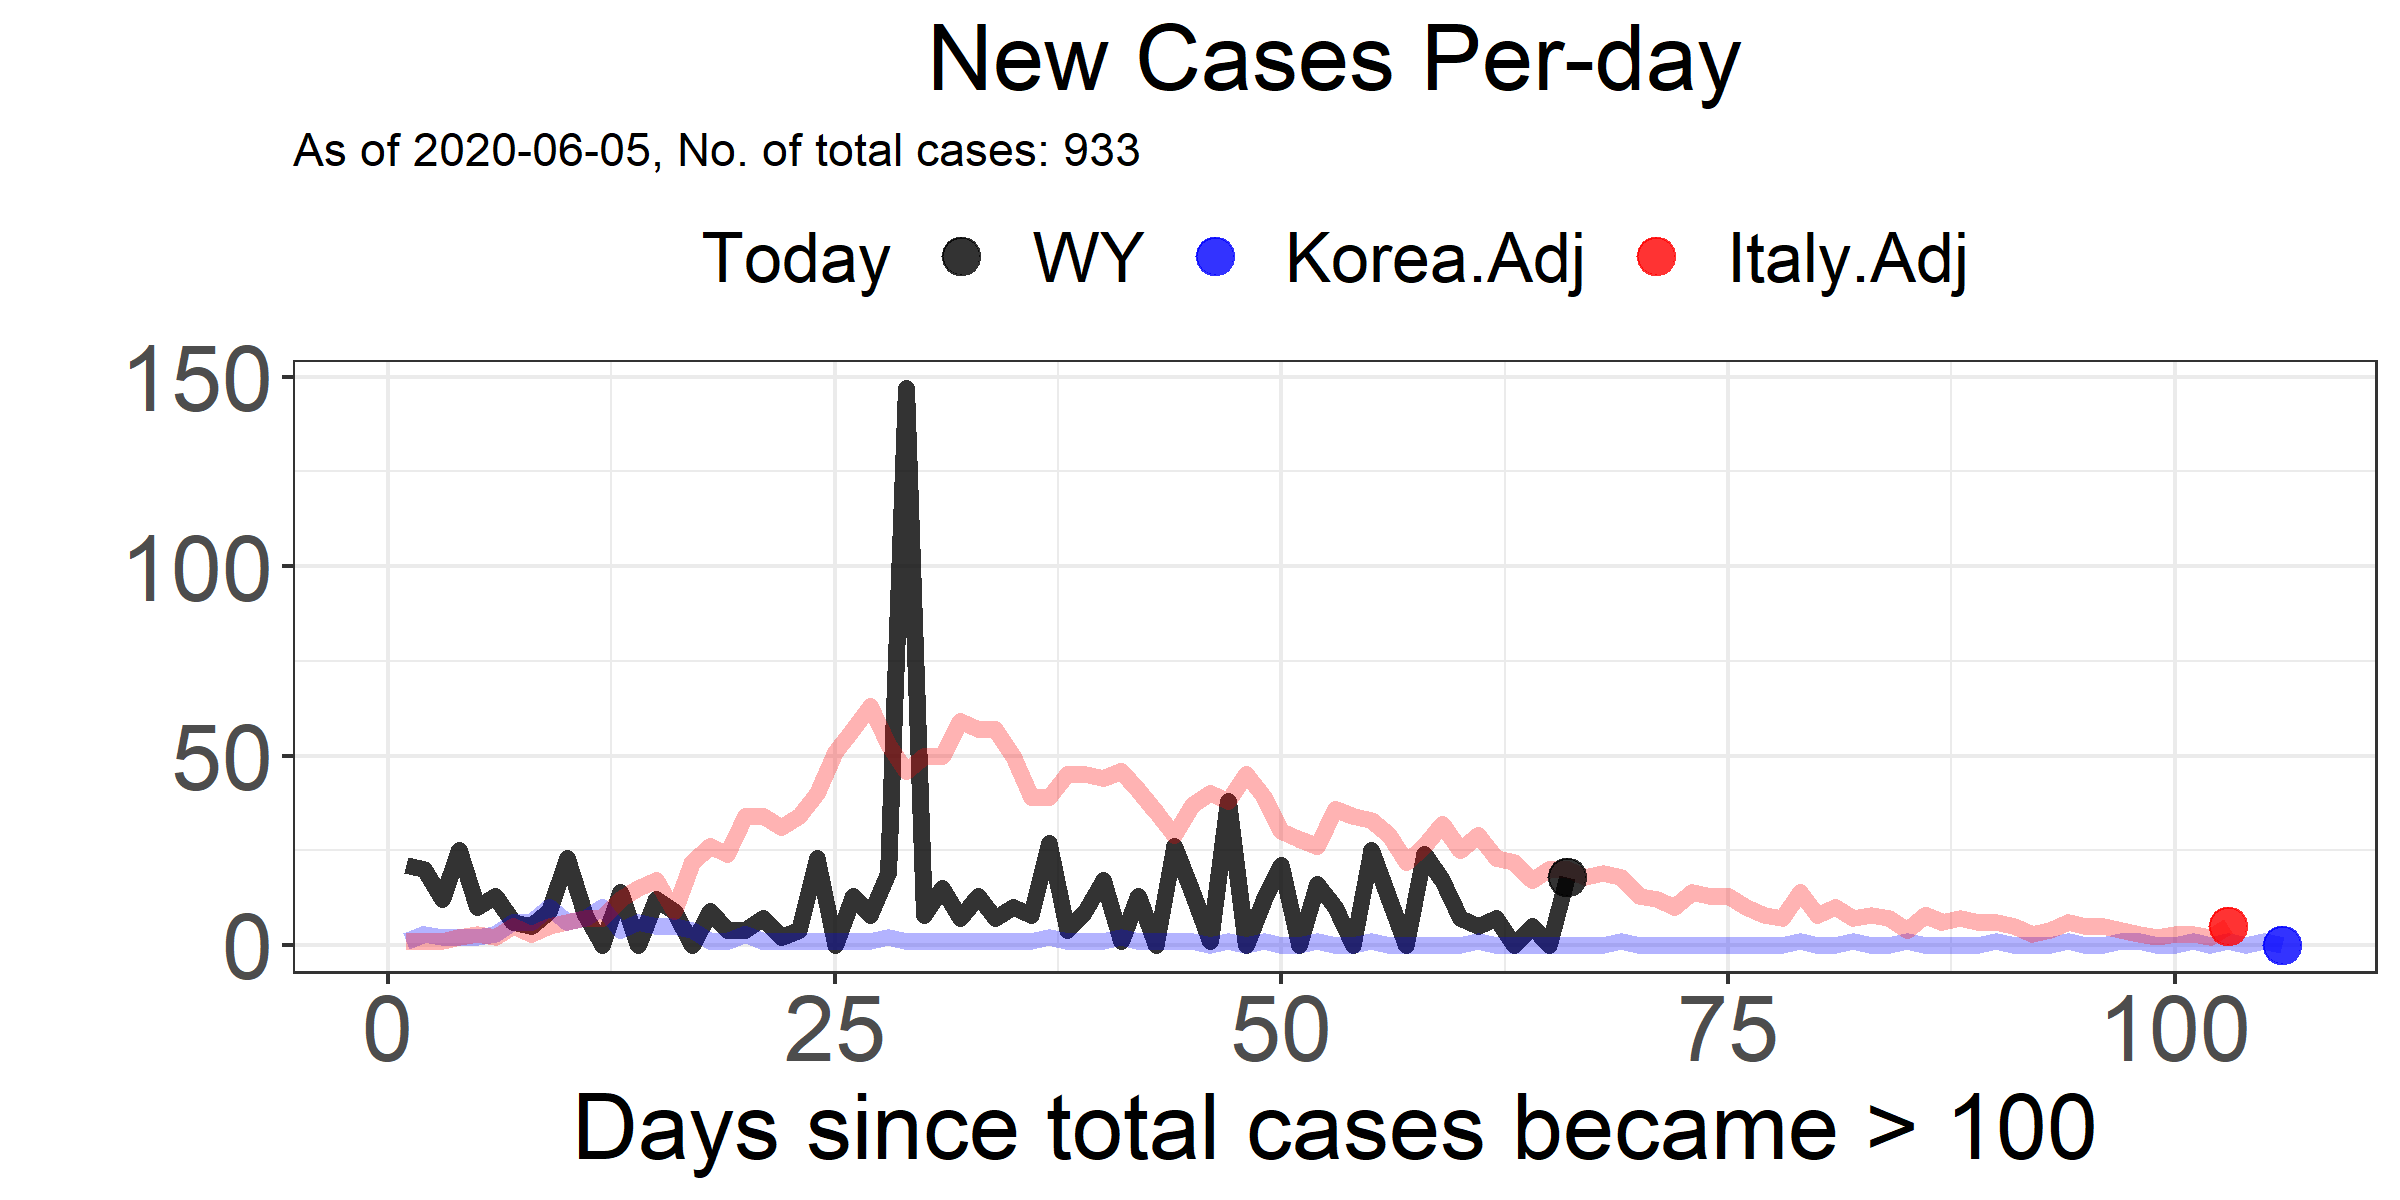 New Cases Per-day
As of 2020-06-05, No. of total cases: 933
Today WY Korea.Adj Italy.Adj
150
100
50
0
0 25 50 75 100
Days since total cases became > 100